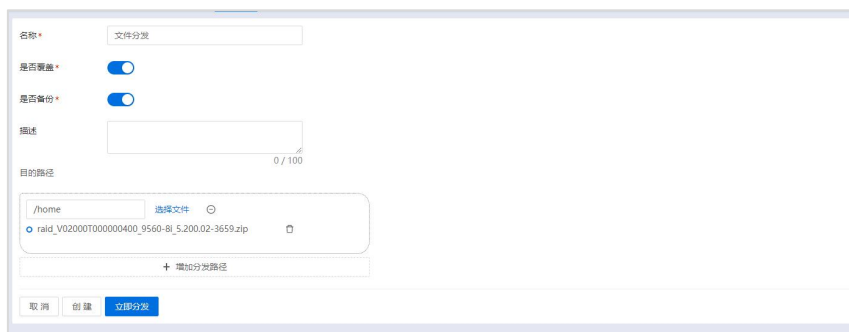 名称*
文件分发
是否覆盖*
是否备份*
描述
0 / 100
目的路径
/home 选择文件
raid_V02000T000000400_9560-8i_5.200.02-3659.zip
+ 增加分发路径
取消 创建 立即分发